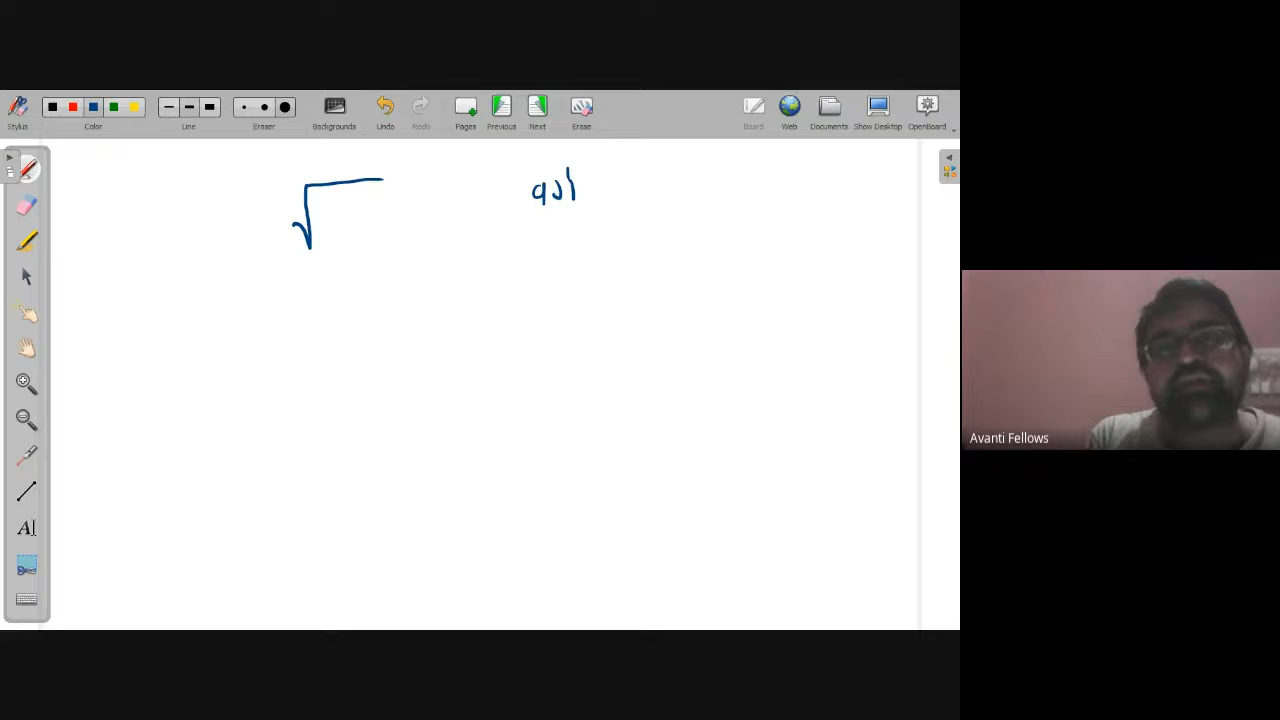 Stylus
Color
Line
Eraser
Backgrounds
Undo
Redo
Pages
Previous
Next
Erase
Board
Web
Documents
Show Desktop
OpenBoard
√
A
Avanti Fellows